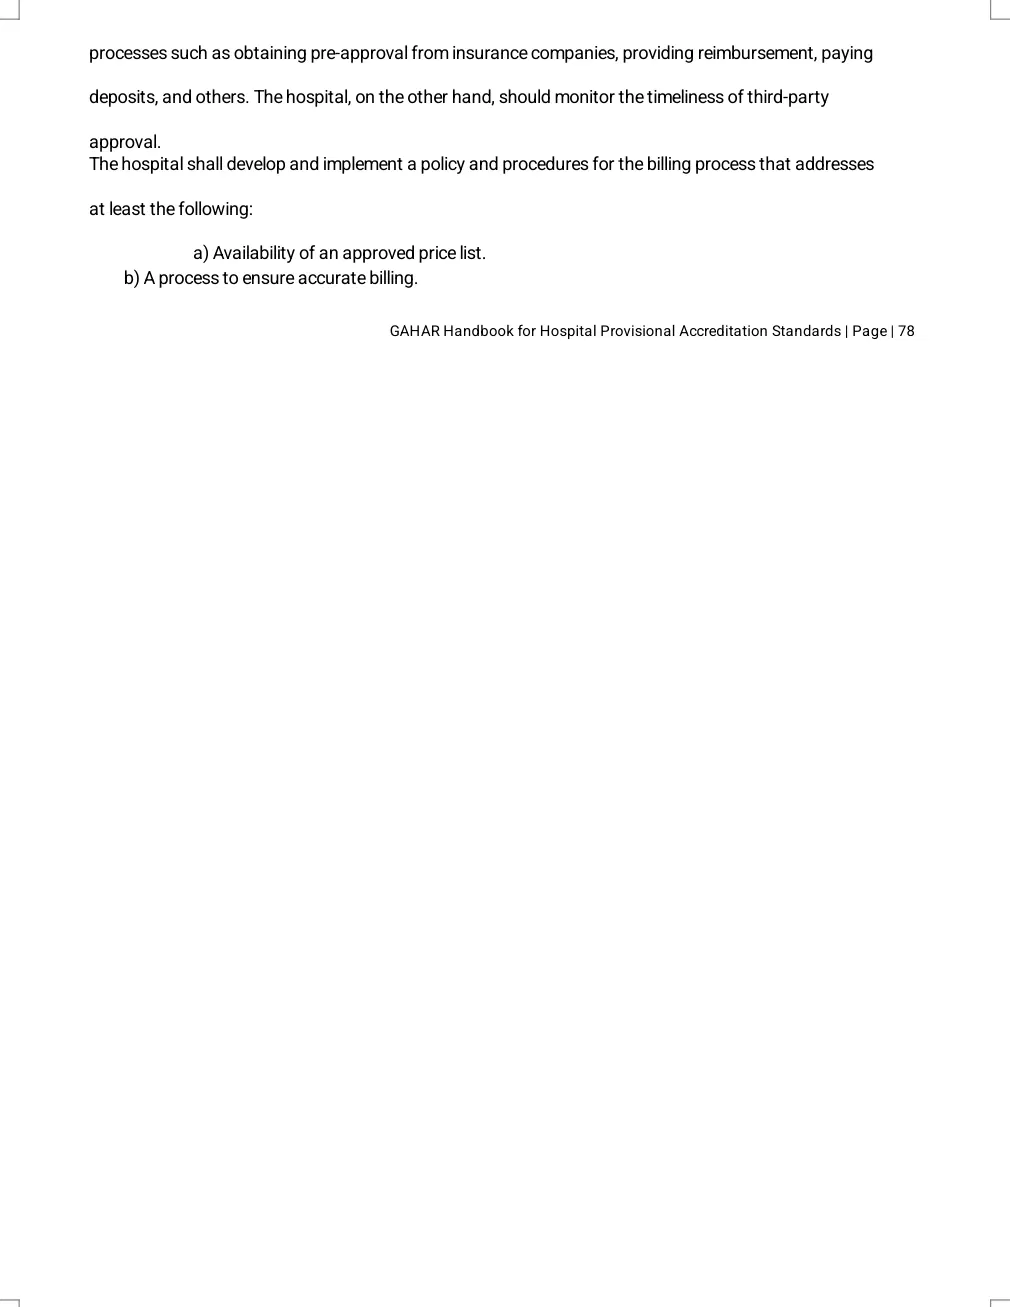 processes such as obtaining pre-approval from insurance companies, providing reimbursement, paying
deposits, and others. The hospital, on the other hand, should monitor the timeliness of third-party
approval.
The hospital shall develop and implement a policy and procedures for the billing process that addresses
at least the following:
a) Availability of an approved price list.
b) A process to ensure accurate billing.
GAHAR Handbook for Hospital Provisional Accreditation Standards | Page | 78